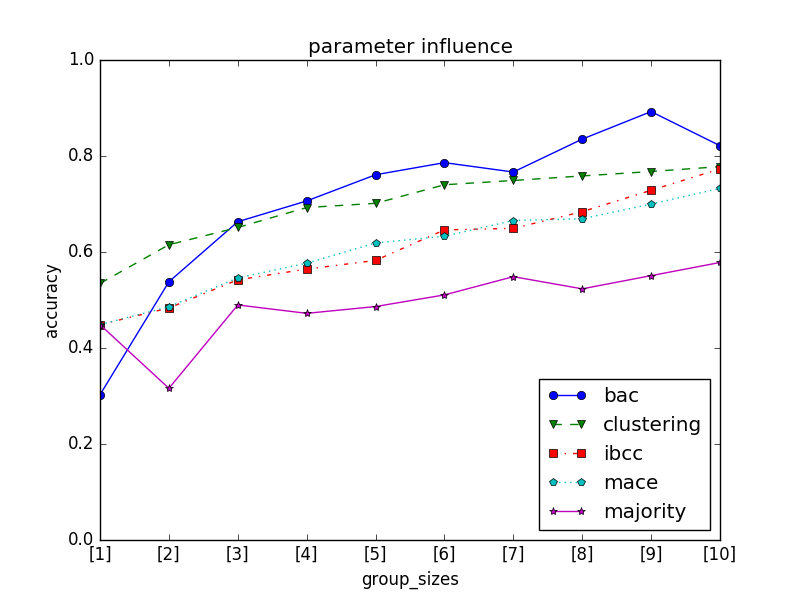 parameter influence
1.0
0.8
0.6
0.4
0.2
0.0
accuracy
[1] [2] [3] [4] [5] [6] [7] [8] [9] [10]
group_sizes
bac
clustering
ibcc
mace
majority